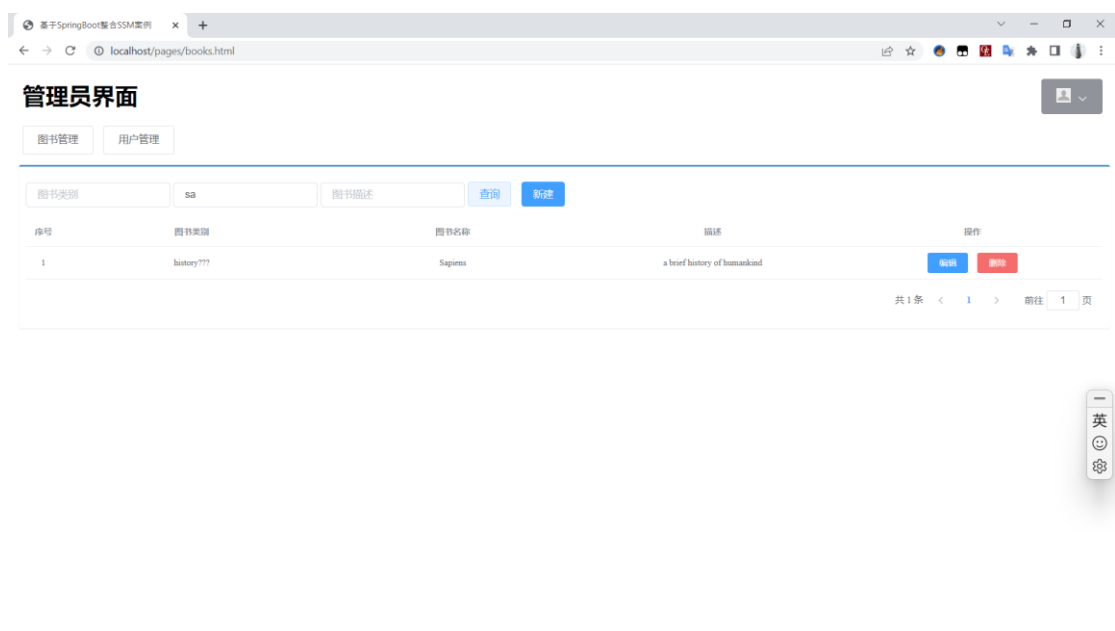 基于SpringBoot整合SSM案例
localhost/pages/books.html
管理员界面
图书管理 用户管理
图书类别 sa 图书描述 查询 新建
序号 图书类别 图书名称 描述 操作
1 history??? Sapiens a brief history of humankind 编辑 删除
共 1 条 1 前往 1 页
英